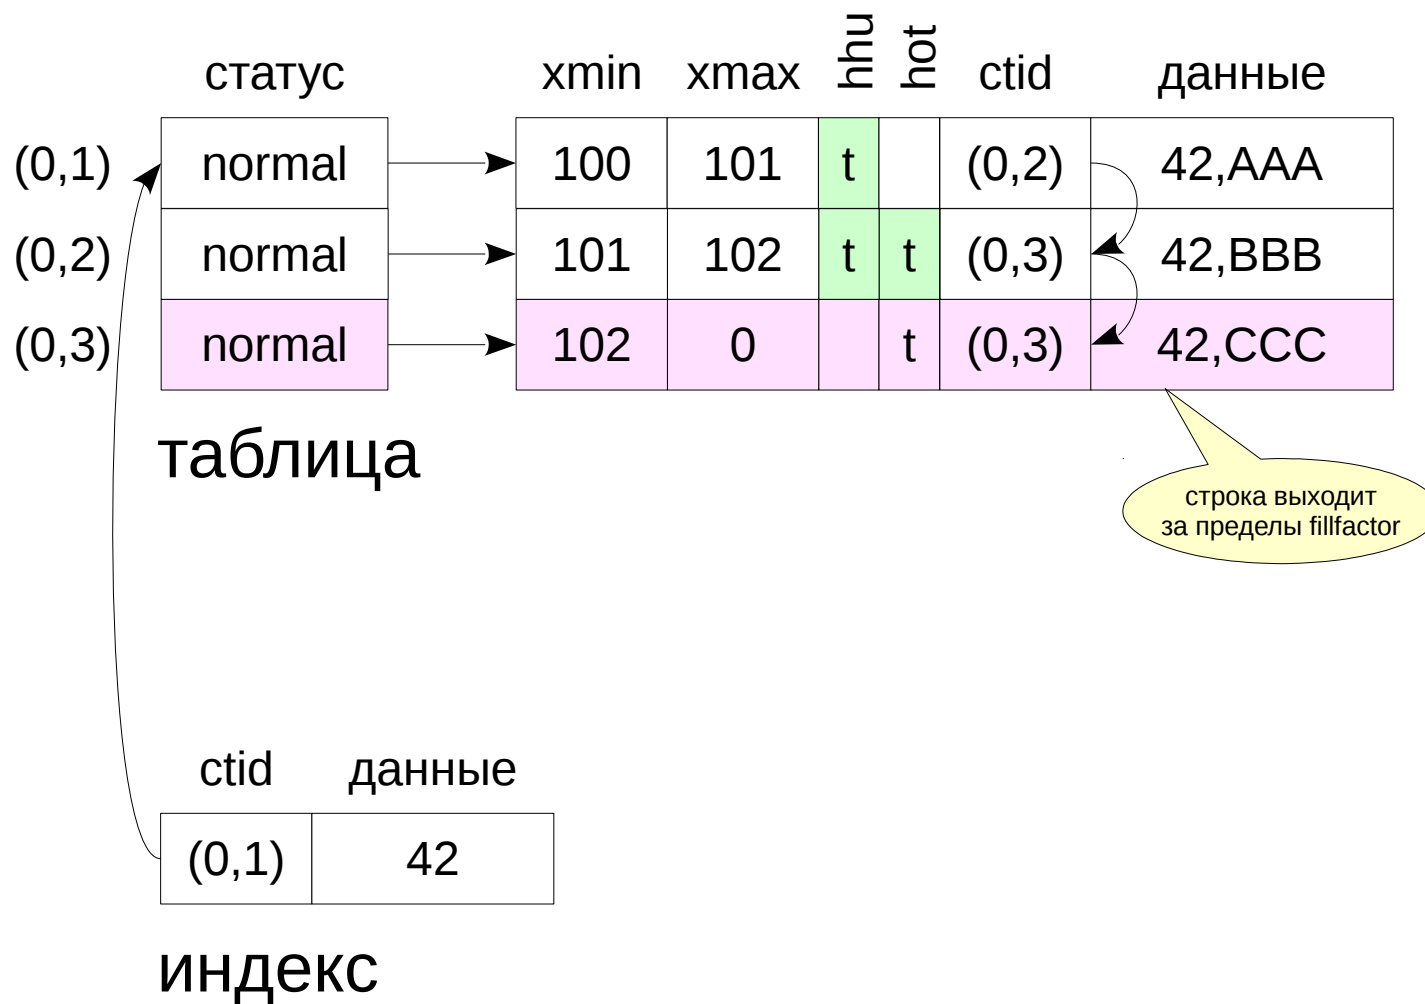 статус xmin xmax hhu hot ctid данные
(0,1) normal 100 101 t (0,2) 42,AAA
(0,2) normal 101 102 t t (0,3) 42,BBB
(0,3) normal 102 0 t (0,3) 42,CCC
таблица
строка выходит
за пределы fillfactor
ctid данные
(0,1) 42
индекс